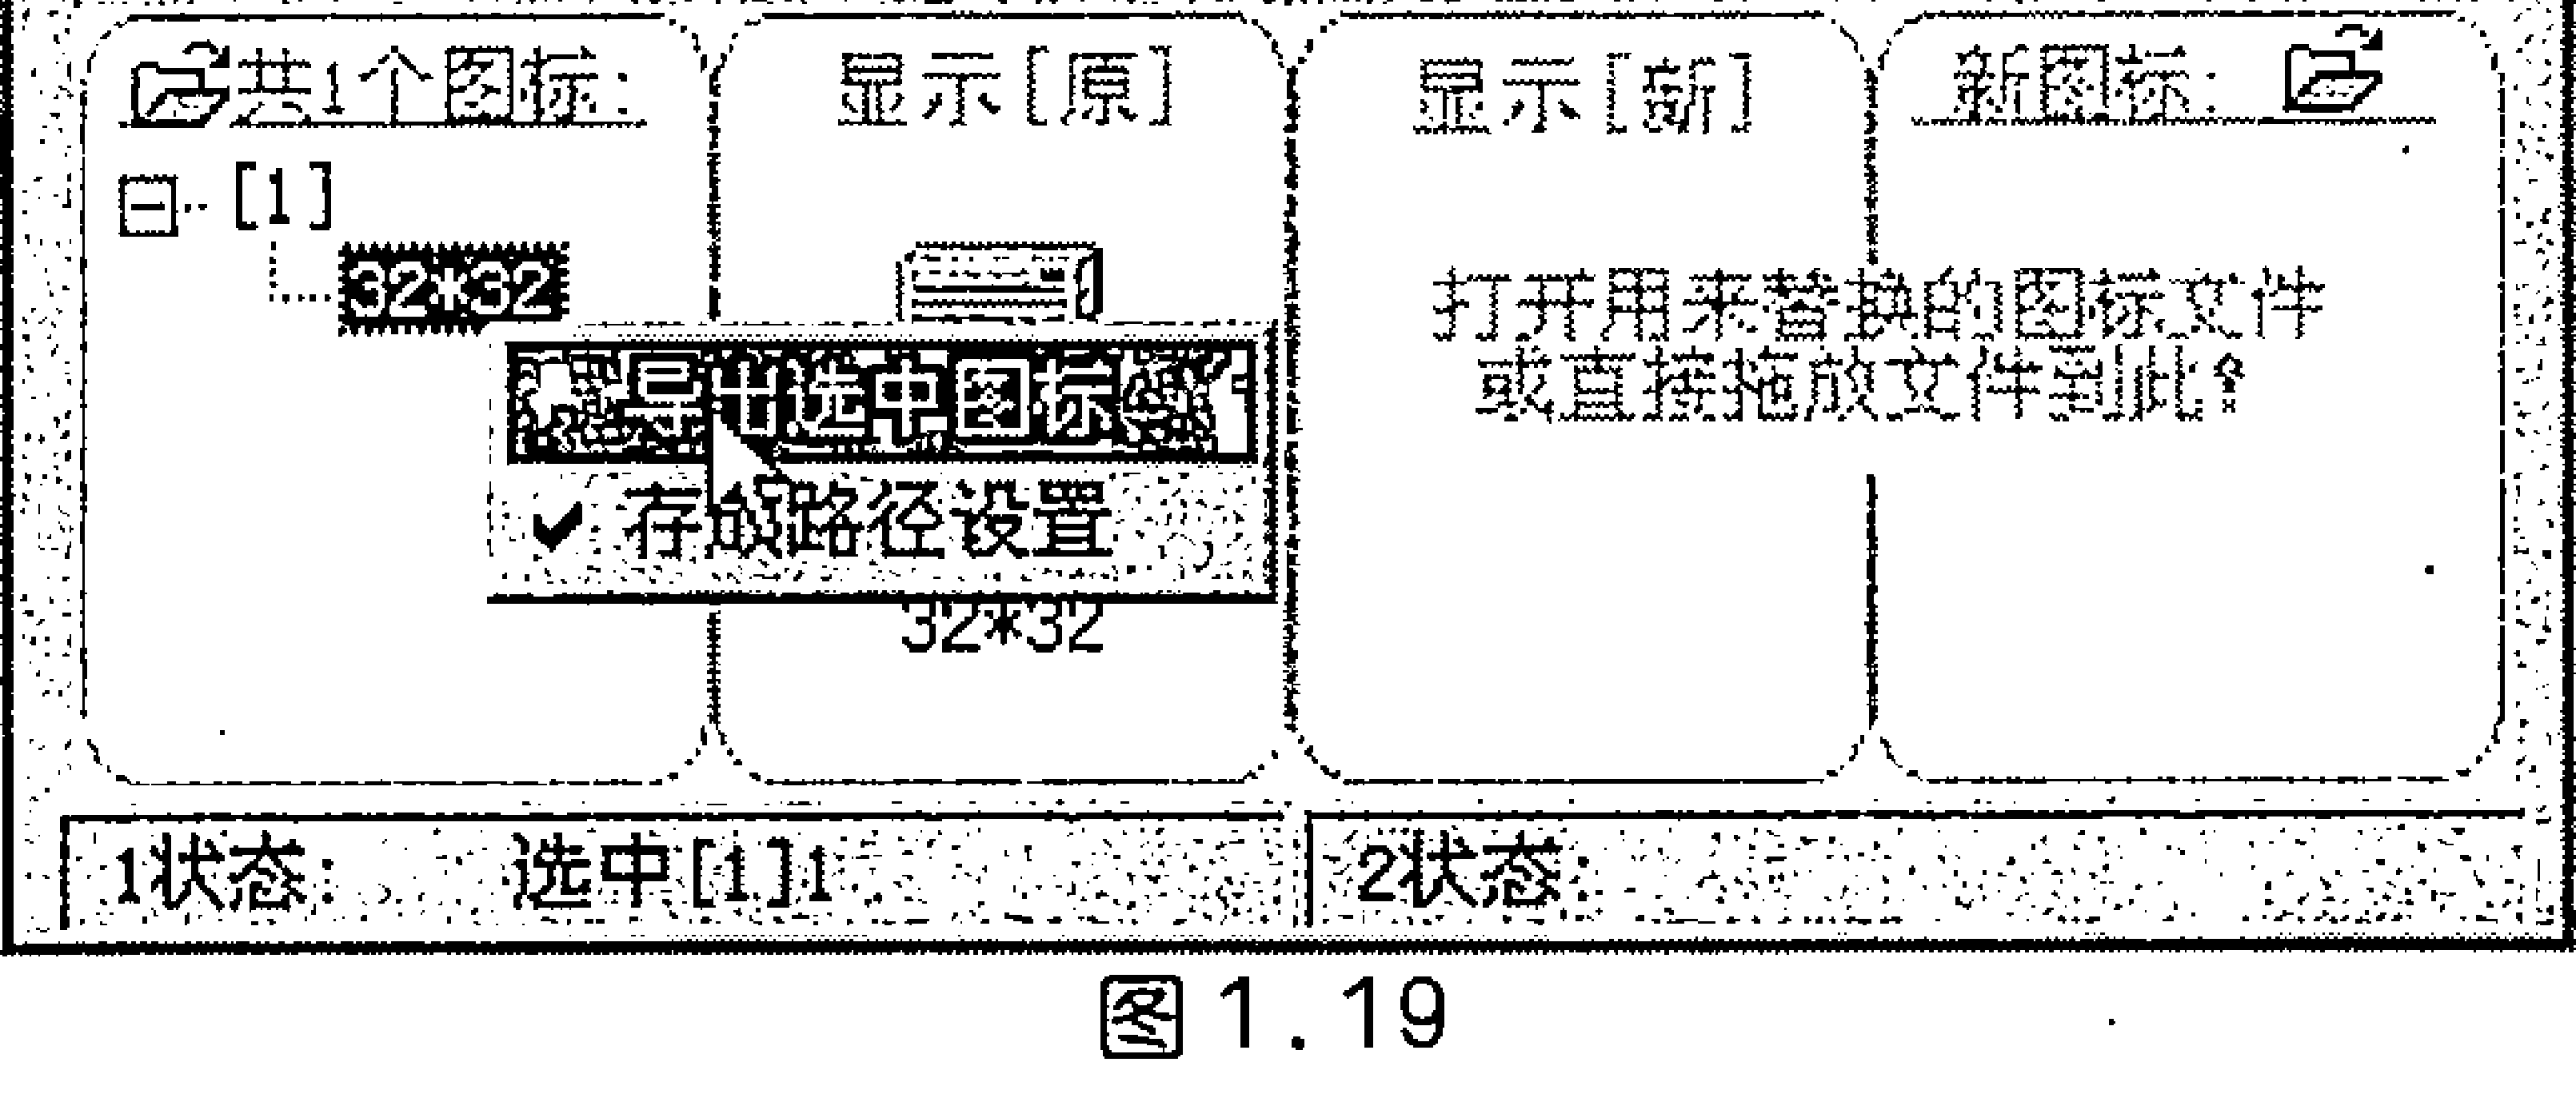 共1个图标:
显示[原]
显示[新]
新图标:
[1]
32*32
导出选中图标
存放路径设置
32*32
打开用来替换的图标文件
或直接拖放文件到此!
1状态: 选中[1]1
2状态:
图 1.19